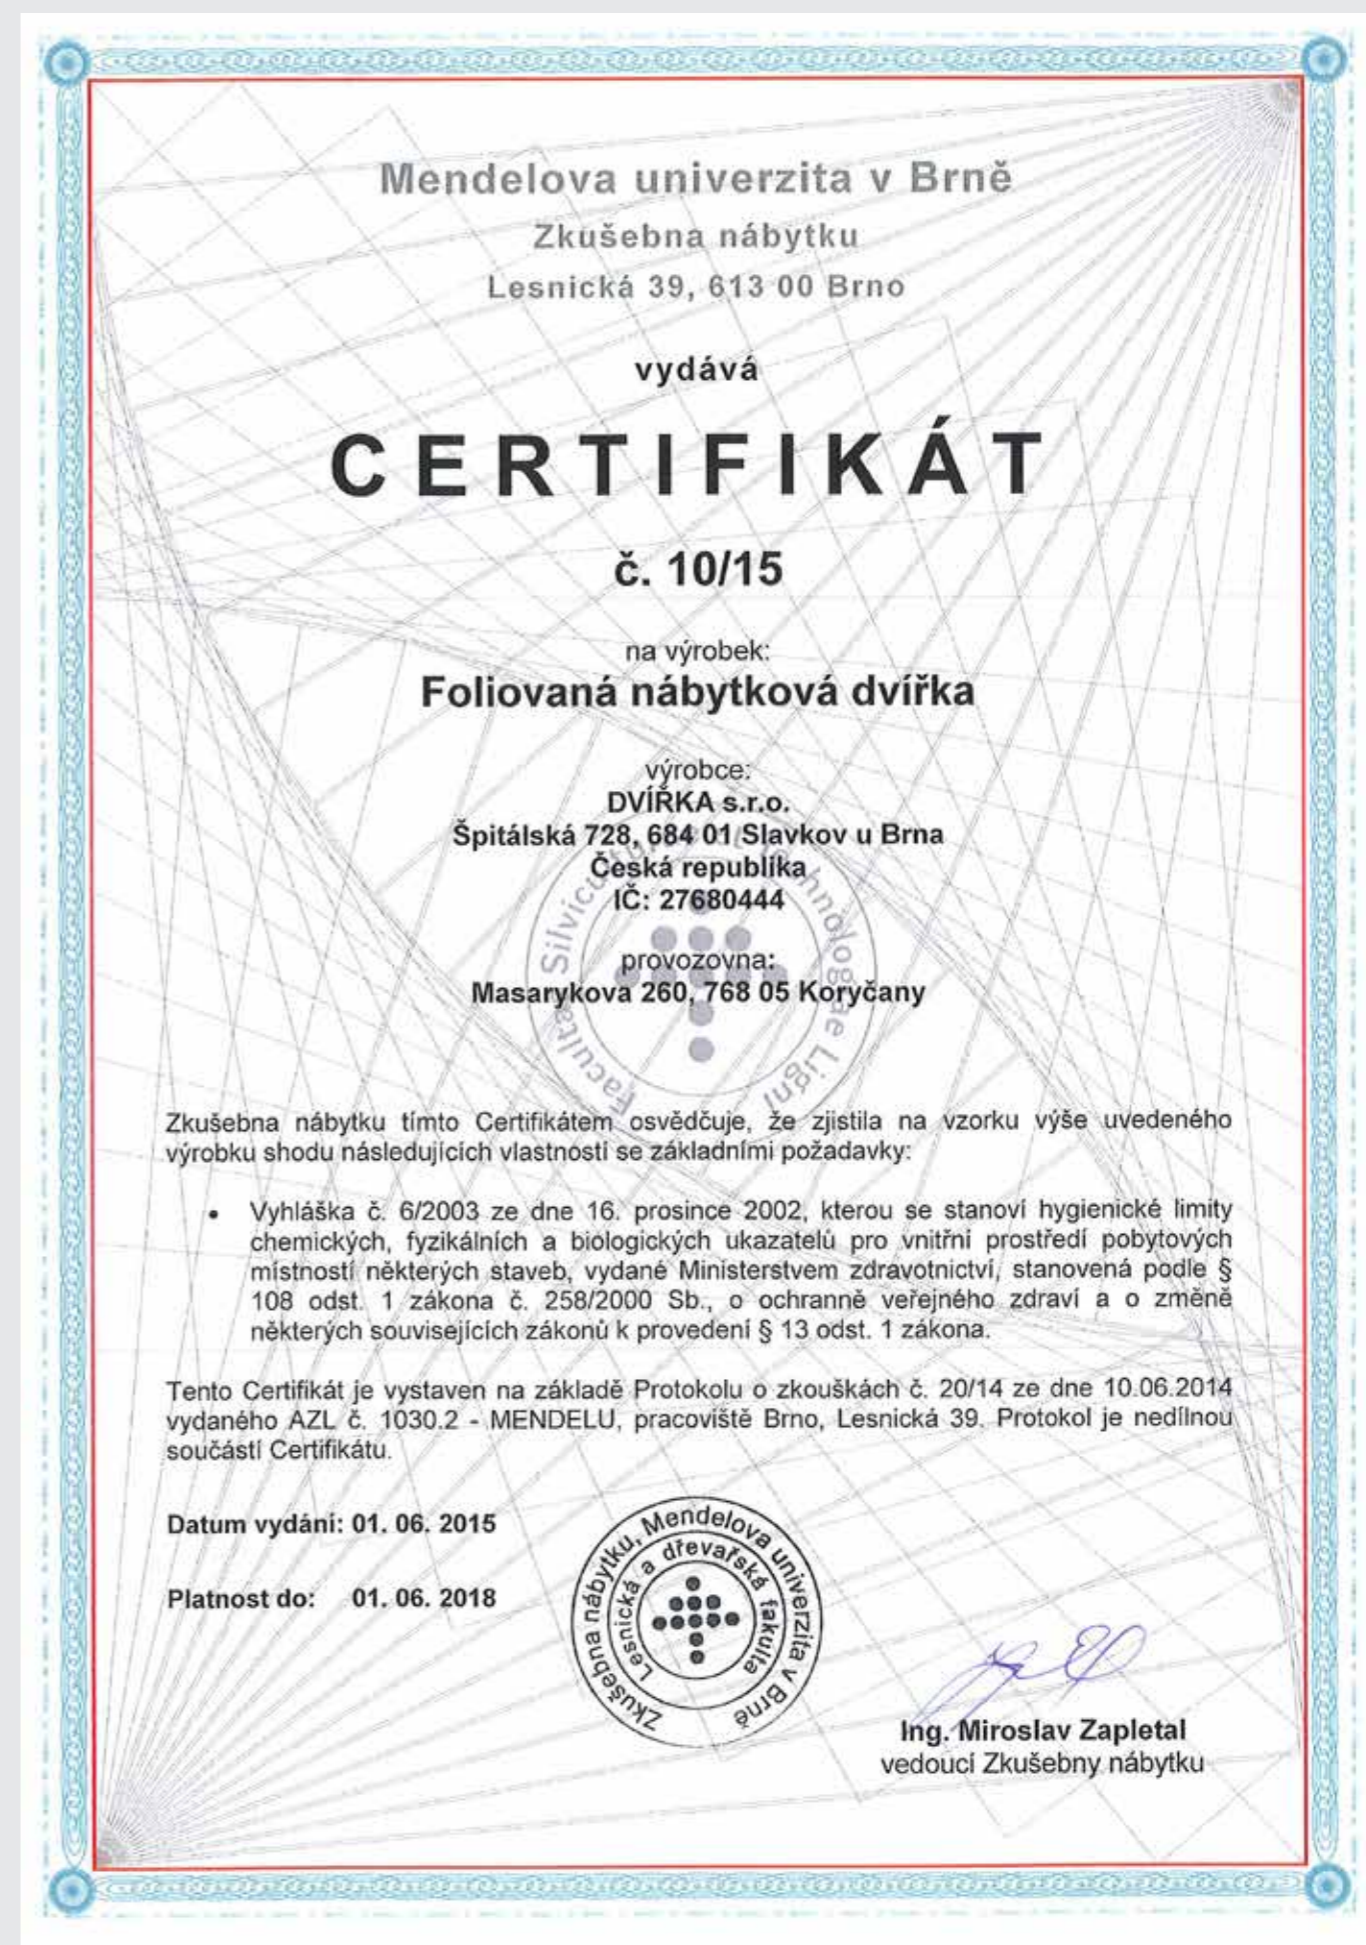 Mendelova univerzita v Brně
Zkušebna nábytku
Lesnická 39, 613 00 Brno
vydává
CERTIFIKÁT
č. 10/15
na výrobek:
Foliovaná nábytková dvířka
výrobce:
DVÍŘKA s.r.o.
Špitálská 728, 684 01 Slavkov u Brna
Česká republika
IČ: 27680444
provozovna:
Masarykova 260, 768 05 Koryčany
Facultas Silviculturae et Technologiae Ligni
Zkušebna nábytku tímto Certifikátem osvědčuje, že zjistila na vzorku výše uvedeného
výrobku shodu následujících vlastností se základními požadavky:
• Vyhláška č. 6/2003 ze dne 16. prosince 2002, kterou se stanoví hygienické limity
chemických, fyzikálních a biologických ukazatelů pro vnitřní prostředí pobytových
místností některých staveb, vydané Ministerstvem zdravotnictví, stanovená podle §
108 odst. 1 zákona č. 258/2000 Sb., o ochranně veřejného zdraví a o změně
některých souvisejících zákonů k provedení § 13 odst. 1 zákona.
Tento Certifikát je vystaven na základě Protokolu o zkouškách č. 20/14 ze dne 10.06.2014
vydaného AZL č. 1030.2 - MENDELU, pracoviště Brno, Lesnická 39. Protokol je nedílnou
součástí Certifikátu.
Datum vydání: 01. 06. 2015
Platnost do: 01. 06. 2018
Zkušebna nábytku, Mendelova univerzita v Brně
Lesnická a dřevařská fakulta
Ing. Miroslav Zapletal
vedoucí Zkušebny nábytku